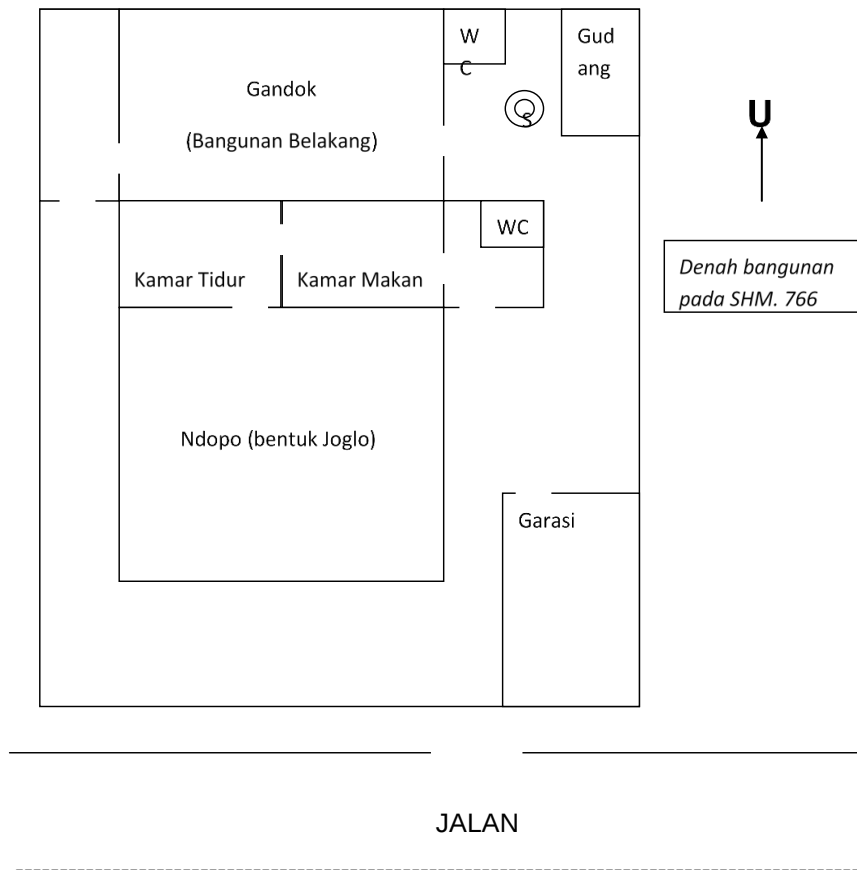 W
C
Gud
ang
Gandok
(Bangunan Belakang)
S
U
WC
Kamar Tidur
Kamar Makan
Denah bangunan
pada SHM. 766
Ndopo (bentuk Joglo)
Garasi
JALAN